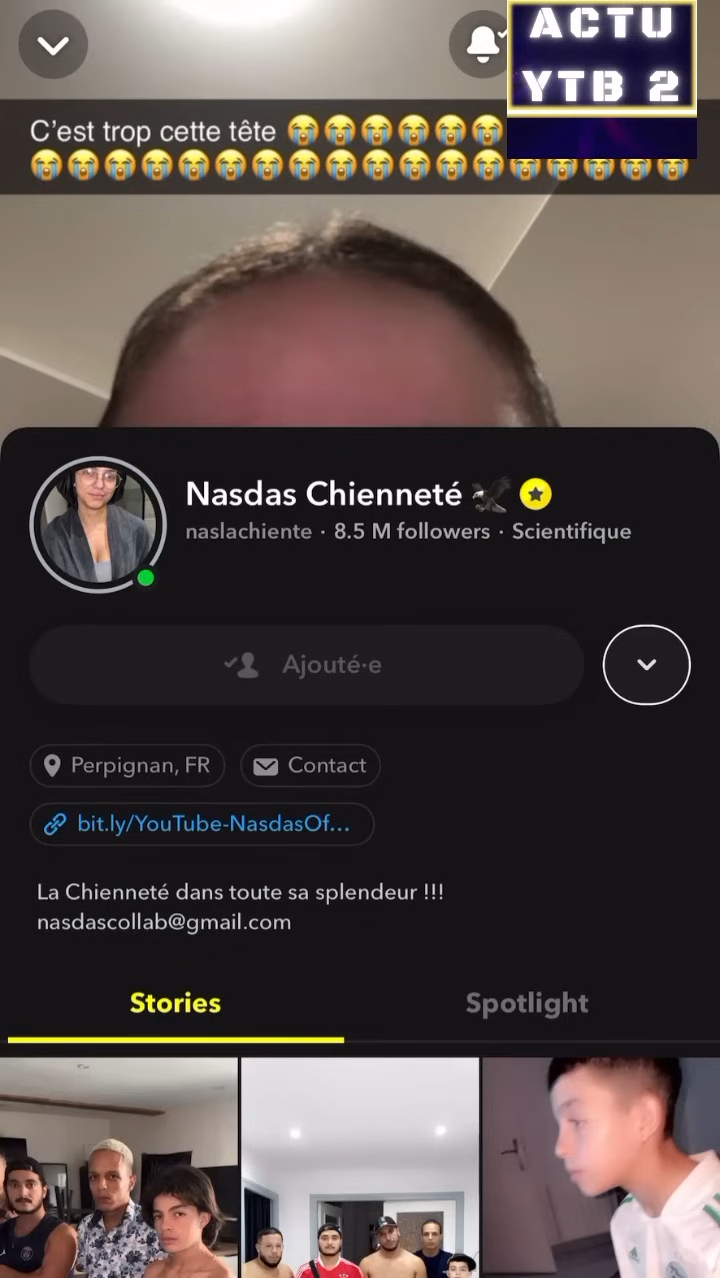 ACTU
YTB 2
C'est trop cette tête 😭😭😭😭😭😭
😭😭😭😭😭😭😭😭😭😭😭😭😭😭😭😭😭😭
Nasdas Chienneté 🦅
naslachiente · 8.5 M followers · Scientifique
Ajouté·e
Perpignan, FR
Contact
bit.ly/YouTube-NasdasOf...
La Chienneté dans toute sa splendeur !!!
nasdascollab@gmail.com
Stories
Spotlight